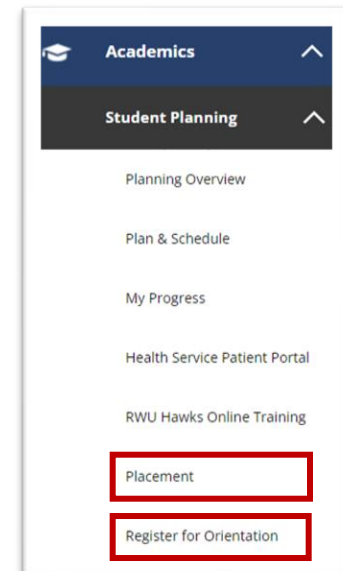 Academics
Student Planning
Planning Overview
Plan & Schedule
My Progress
Health Service Patient Portal
RWU Hawks Online Training
Placement
Register for Orientation